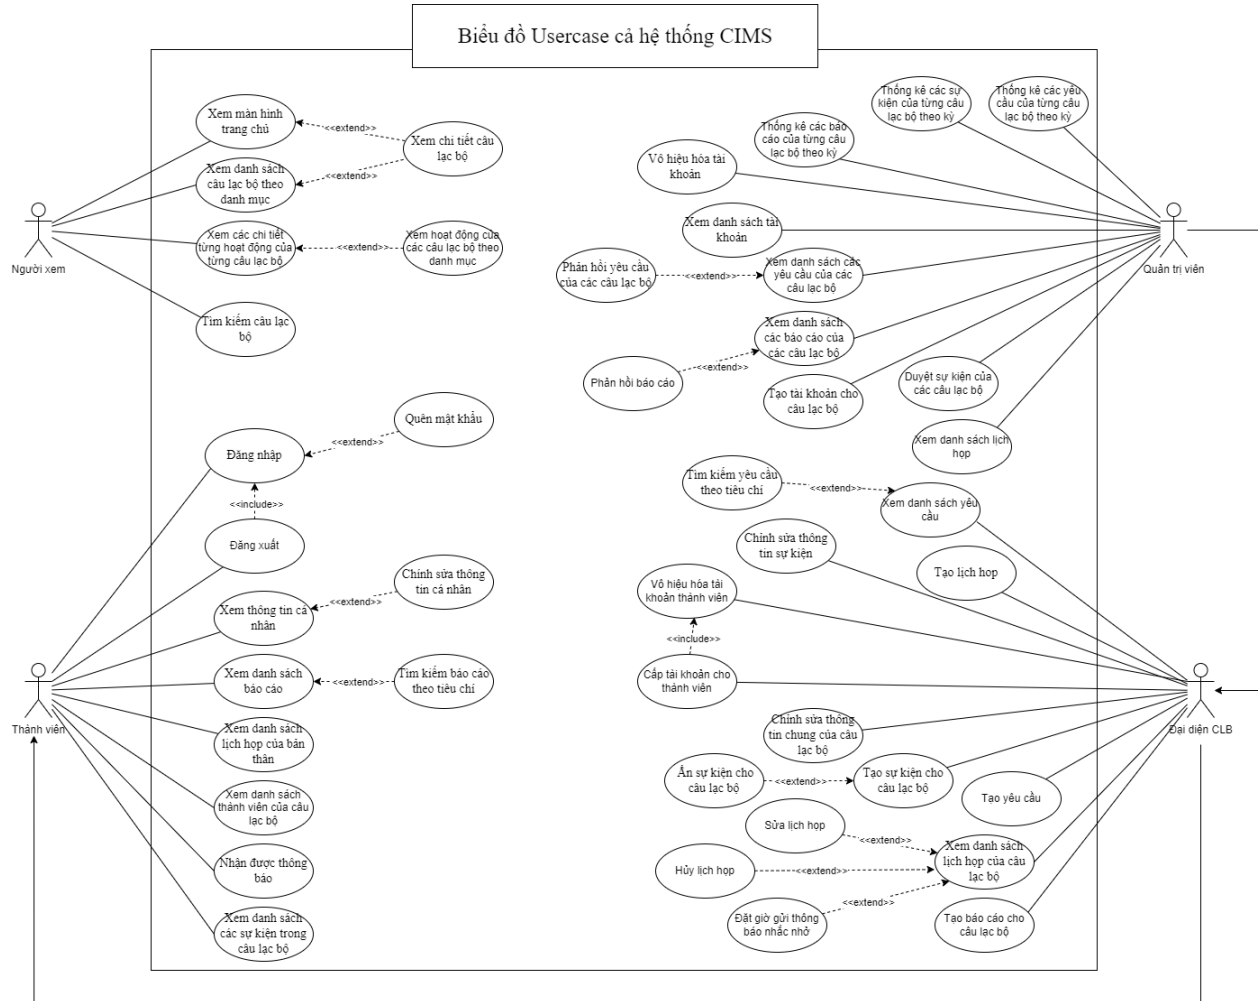 Biểu đồ Usercase cả hệ thống CIMS
Xem màn hình
trang chủ
<<extend>>
Xem chi tiết câu
lạc bộ
<<extend>>
Xem danh sách
câu lạc bộ theo
danh mục
Người xem
Xem các chi tiết
từng hoạt động của
từng câu lạc bộ
<<extend>>
Xem hoạt động của
các câu lạc bộ theo
danh mục
Tìm kiếm câu lạc
bộ
Thống kê các sự
kiện của từng câu
lạc bộ theo kỳ
Thống kê các yêu
cầu của từng câu
lạc bộ theo kỳ
Thống kê các báo
cáo của từng câu
lạc bộ theo kỳ
Vô hiệu hóa tài
khoản
Xem danh sách tài
khoản
Quản trị viên
Phản hồi yêu cầu
của các câu lạc bộ
<<extend>>
Xem danh sách các
yêu cầu của các
câu lạc bộ
Xem danh sách
các báo cáo của
các câu lạc bộ
<<extend>>
Phản hồi báo cáo
Tạo tài khoản cho
câu lạc bộ
Duyệt sự kiện của
các câu lạc bộ
Xem danh sách lịch
họp
Quên mật khẩu
<<extend>>
Đăng nhập
<<include>>
Đăng xuất
Chỉnh sửa thông
tin cá nhân
<<extend>>
Xem thông tin cá
nhân
Xem danh sách
báo cáo
<<extend>>
Tìm kiếm báo cáo
theo tiêu chí
Thành viên
Xem danh sách
lịch họp của bản
thân
Xem danh sách
thành viên của câu
lạc bộ
Nhận được thông
báo
Xem danh sách
các sự kiện trong
câu lạc bộ
Tìm kiếm yêu cầu
theo tiêu chí
<<extend>>
Xem danh sách yêu
cầu
Chỉnh sửa thông
tin sự kiện
Tạo lịch họp
Vô hiệu hóa tài
khoản thành viên
<<include>>
Cấp tài khoản cho
thành viên
Đại diện CLB
Chỉnh sửa thông
tin chung của câu
lạc bộ
Ẩn sự kiện cho
câu lạc bộ
<<extend>>
Tạo sự kiện cho
câu lạc bộ
Tạo yêu cầu
Sửa lịch họp
<<extend>>
Xem danh sách
lịch họp của câu
lạc bộ
Hủy lịch họp
<<extend>>
Đặt giờ gửi thông
báo nhắc nhở
<<extend>>
Tạo báo cáo cho
câu lạc bộ